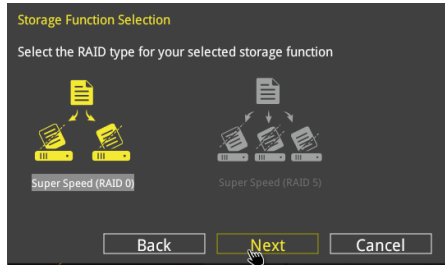 Storage Function Selection
Select the RAID type for your selected storage function
Super Speed (RAID 0)
Super Speed (RAID 5)
Back
Next
Cancel